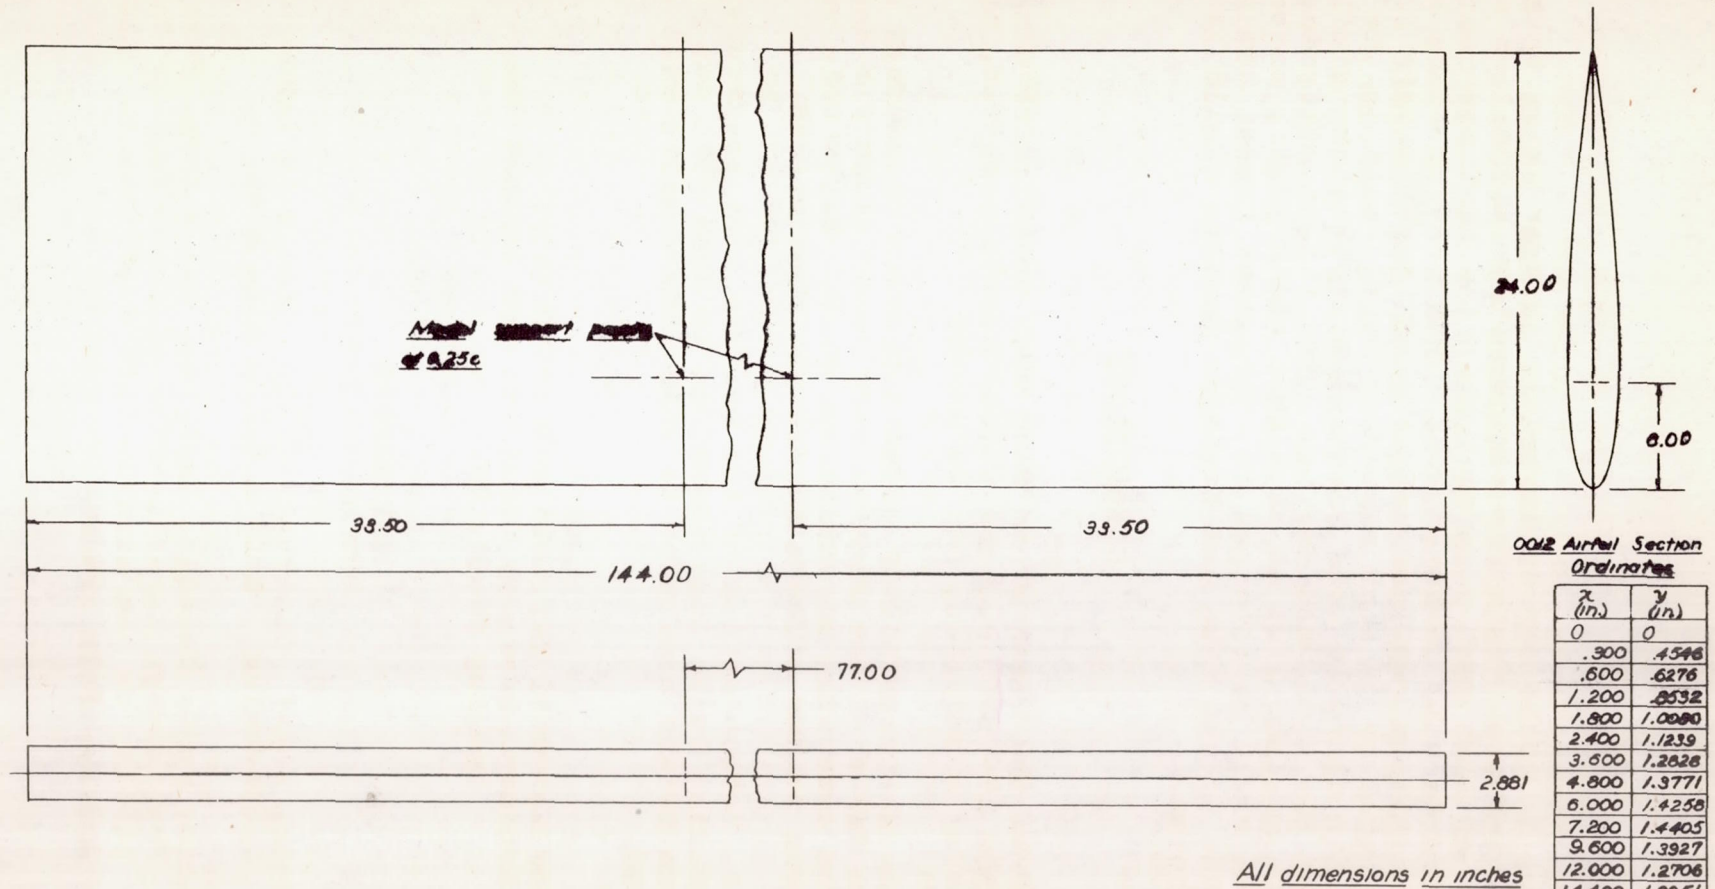 24.00
Model support
at 0.25c
6.00
33.50
33.50
0012 Airfoil Section
Ordinates
144.00
x y
(in.) (in.)
0 0
.300 .4546
.600 .6276
77.00
1.200 .8532
1.800 1.0080
2.400 1.1239
3.600 1.2828
2.881
4.800 1.3771
6.000 1.4258
7.200 1.4405
9.600 1.3927
All dimensions in inches
12.000 1.2706